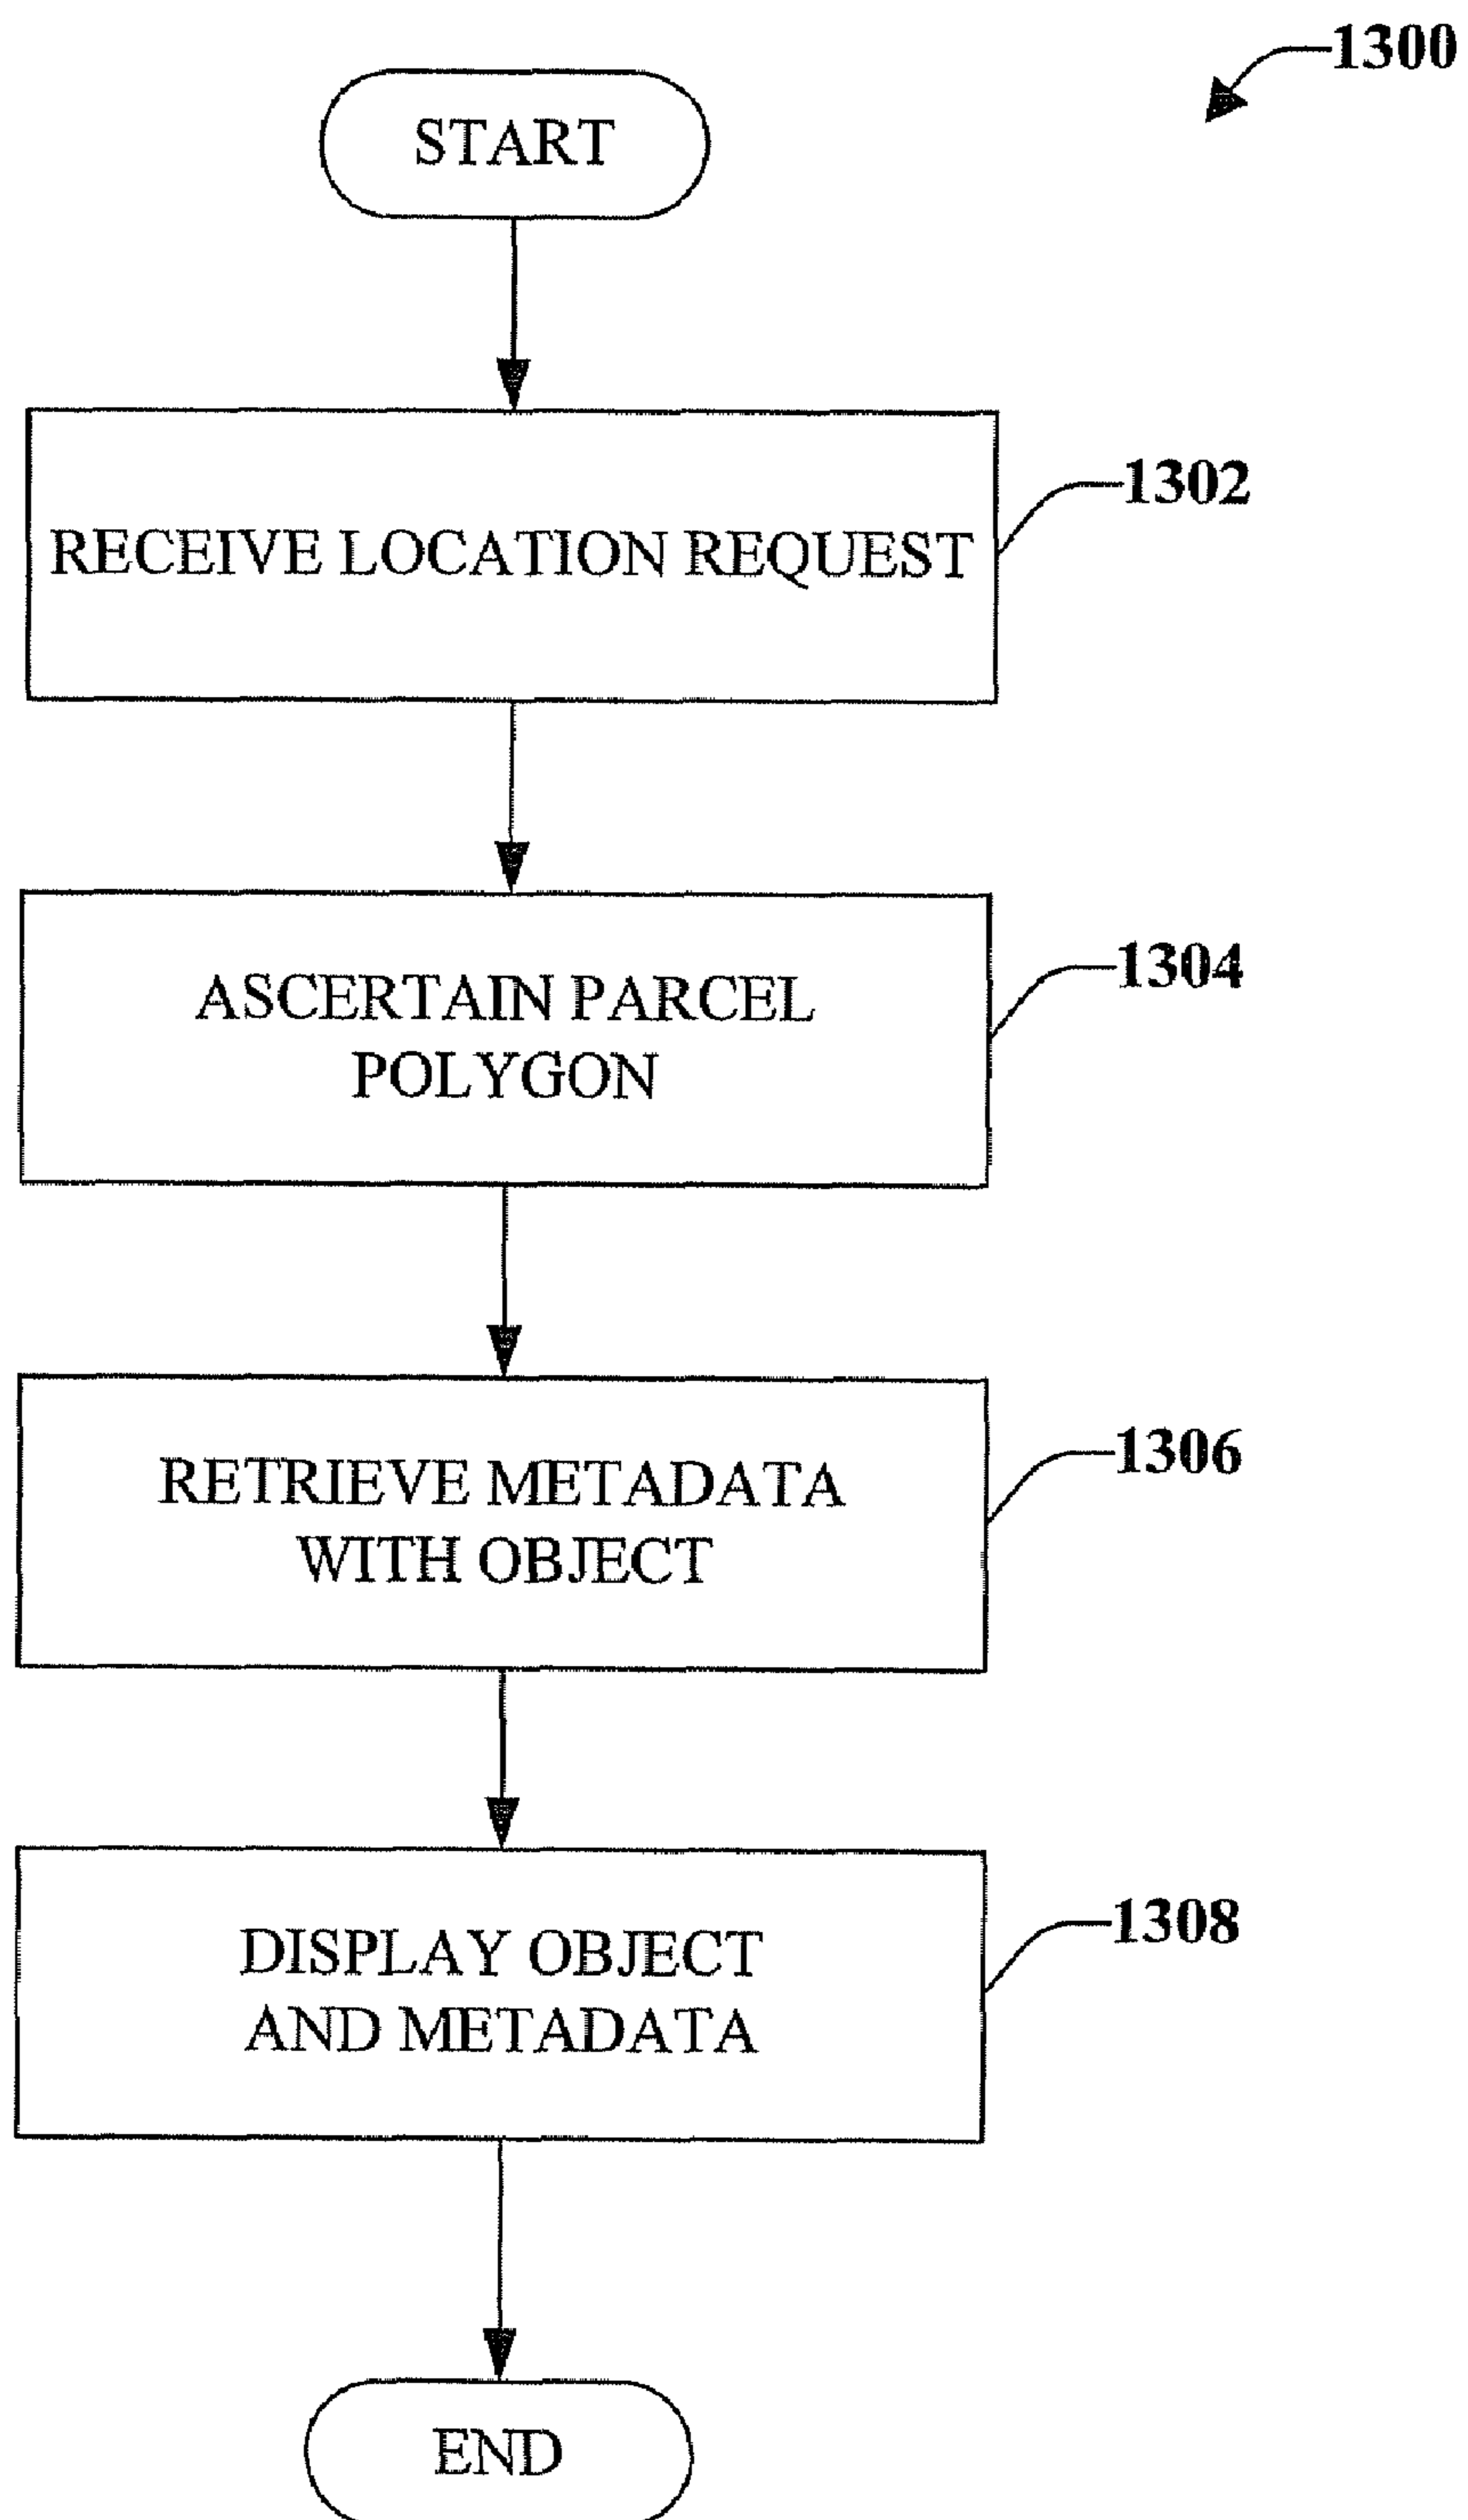 1300
START
RECEIVE LOCATION REQUEST
1302
ASCERTAIN PARCEL
POLYGON
1304
RETRIEVE METADATA
WITH OBJECT
1306
DISPLAY OBJECT
AND METADATA
1308
END